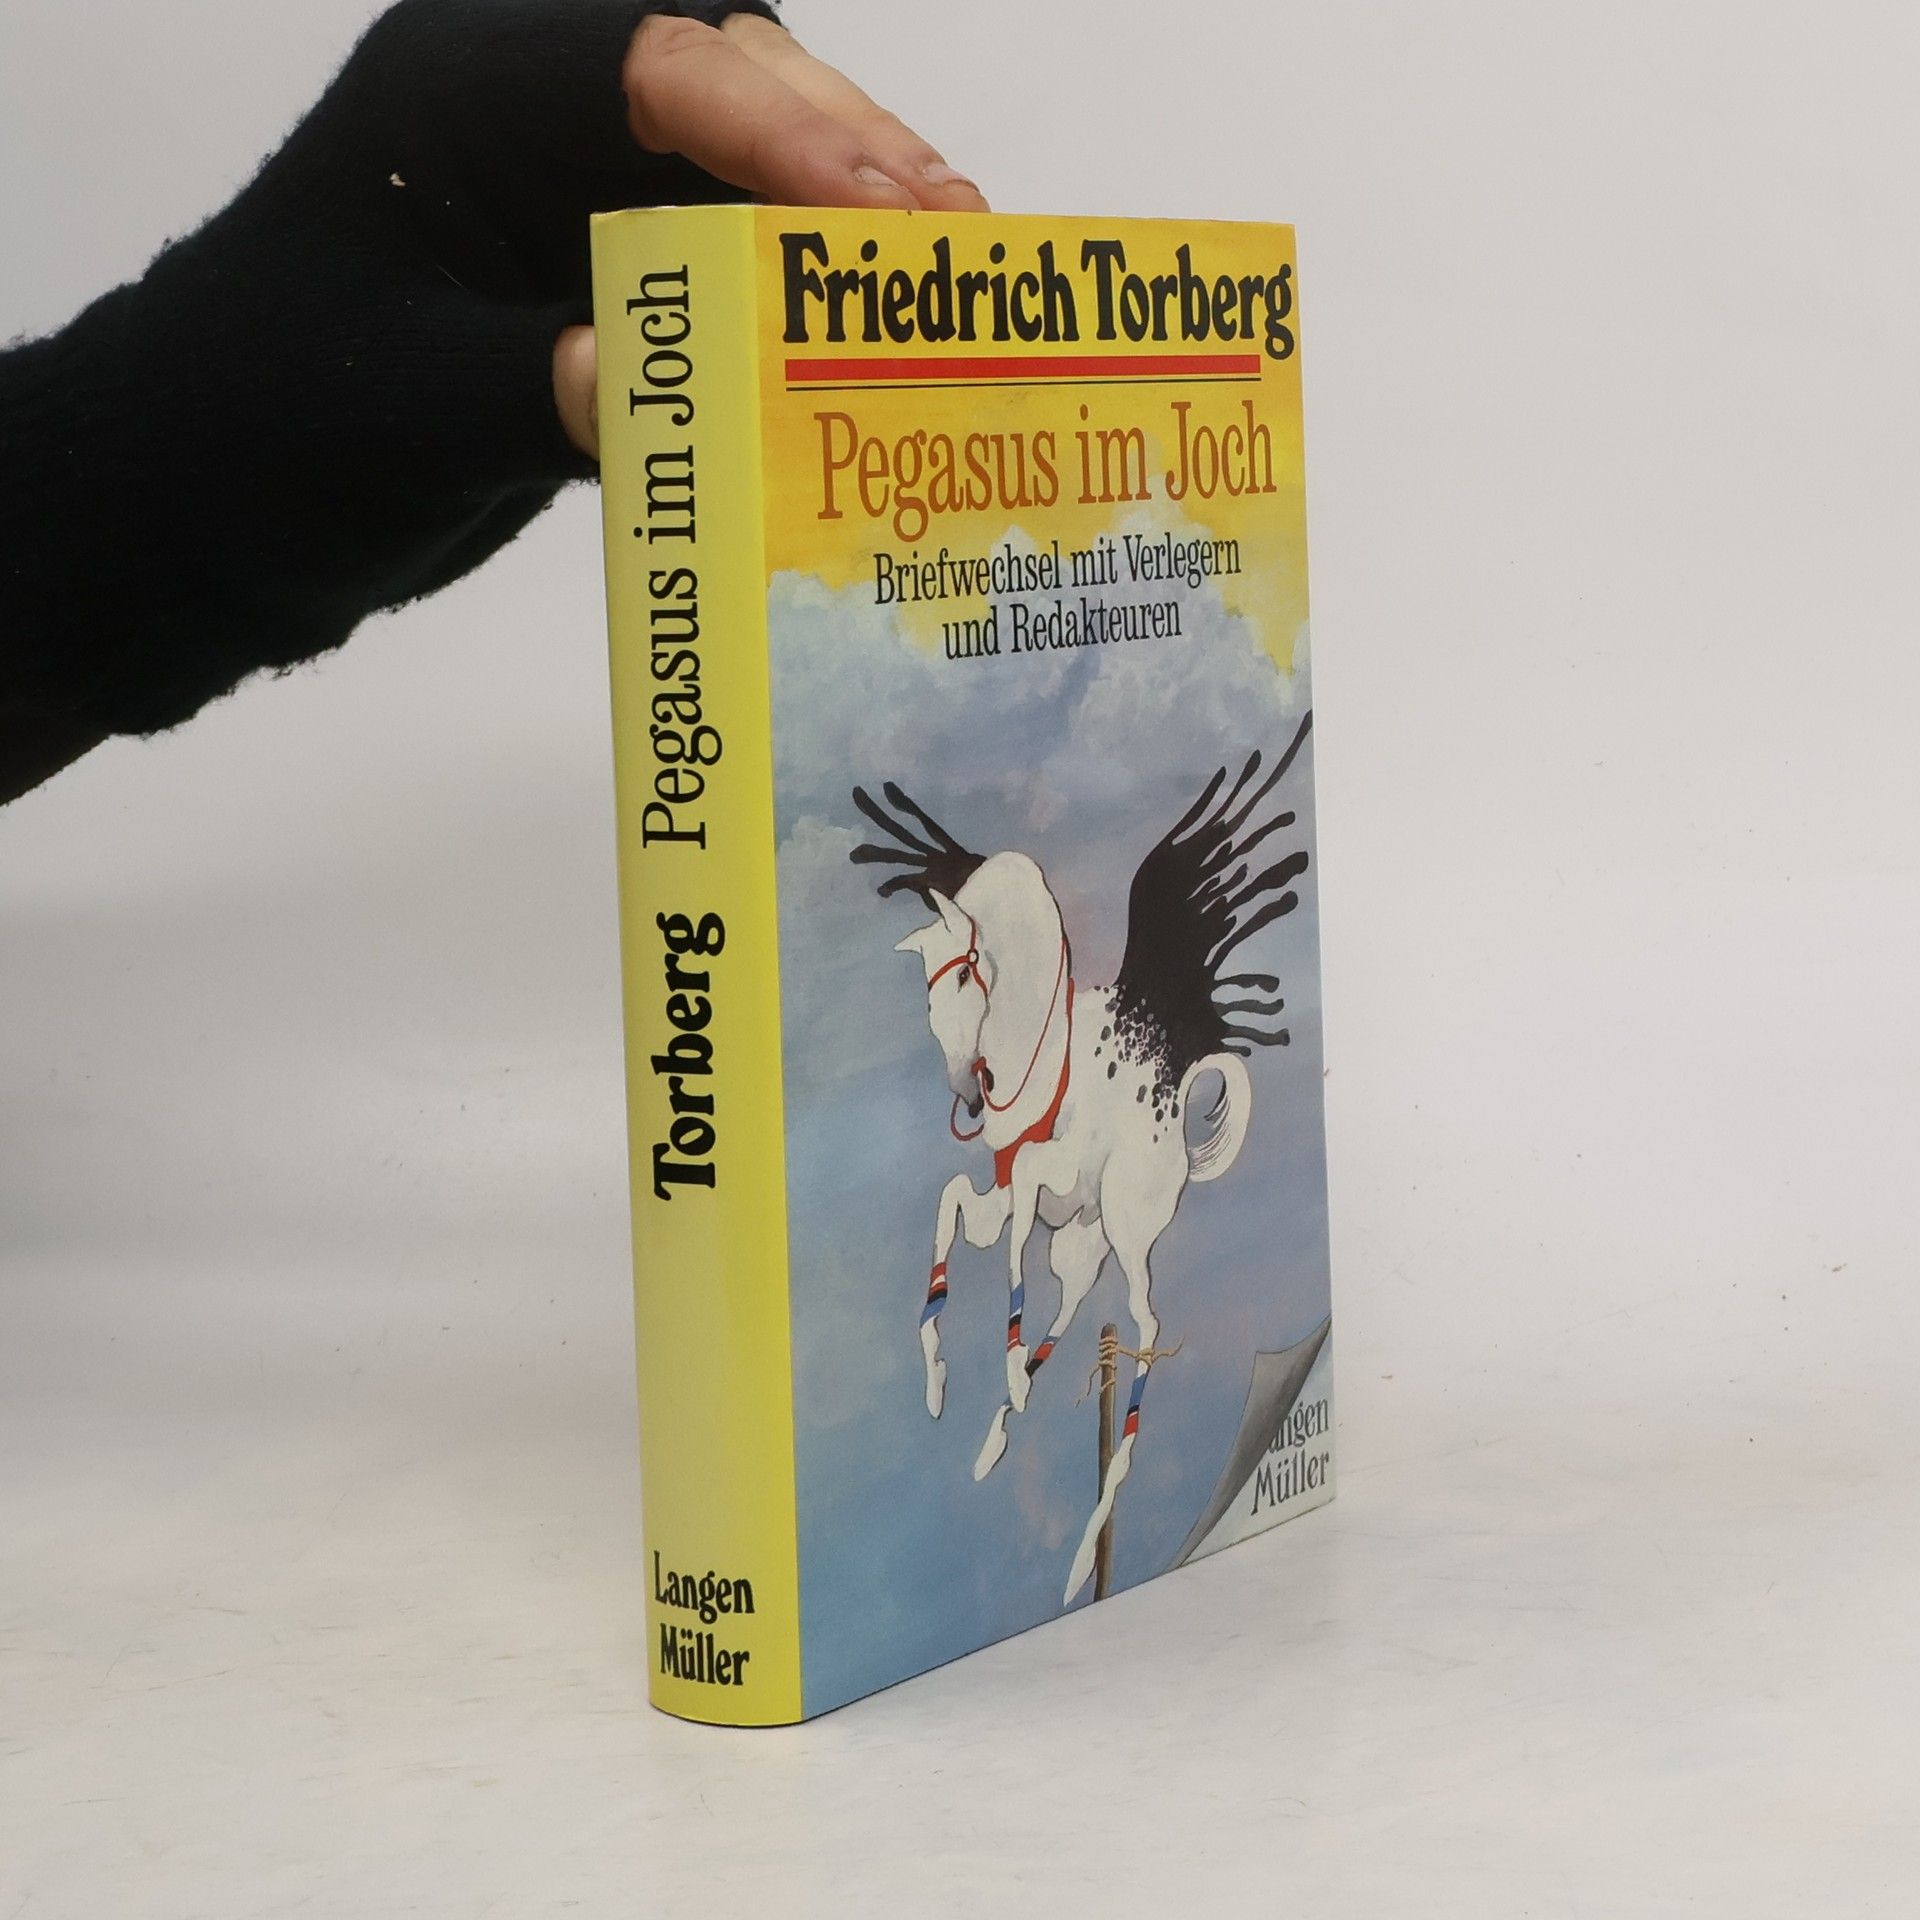 Friedrich Torberg
Pegasus im Joch
Briefwechsel mit Verlegern
und Redakteuren
Müller
Torberg Pegasus im Joch
Langen
Müller